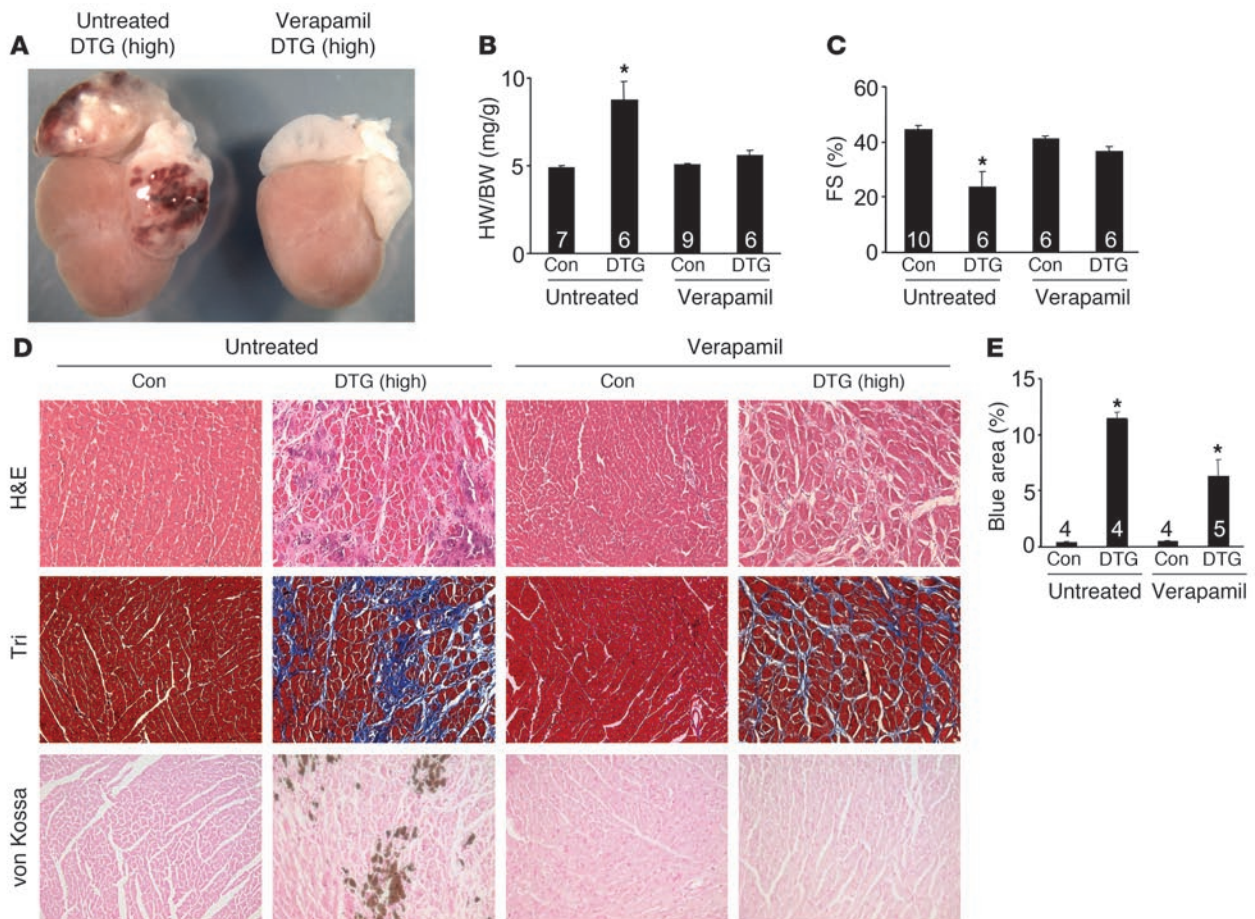 A
Untreated
DTG (high)
Verapamil
DTG (high)
B
HW/BW (mg/g)
10
5
0
*
7
6
9
6
Con
DTG
Con
DTG
Untreated
Verapamil
C
FS (%)
60
40
20
0
*
10
6
6
6
Con
DTG
Con
DTG
Untreated
Verapamil
D
Untreated
Verapamil
Con
DTG (high)
Con
DTG (high)
H&E
Tri
von Kossa
E
Blue area (%)
15
10
5
0
*
*
4
4
4
5
Con
DTG
Con
DTG
Untreated
Verapamil